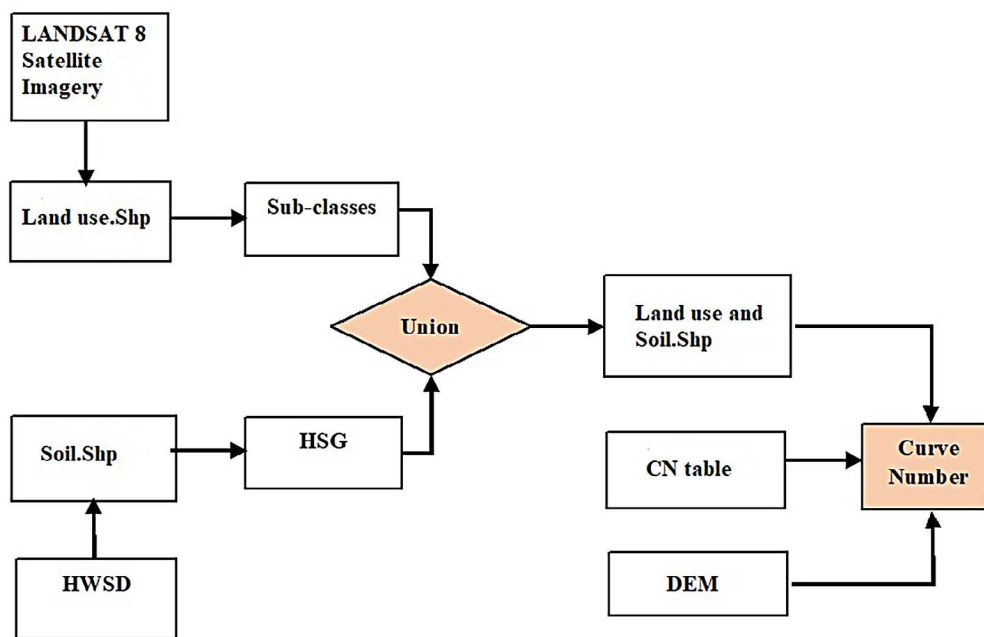 LANDSAT 8
Satellite
Imagery
Land use.Shp
Sub-classes
Union
Land use and
Soil.Shp
Soil.Shp
HSG
HWSD
CN table
Curve
Number
DEM